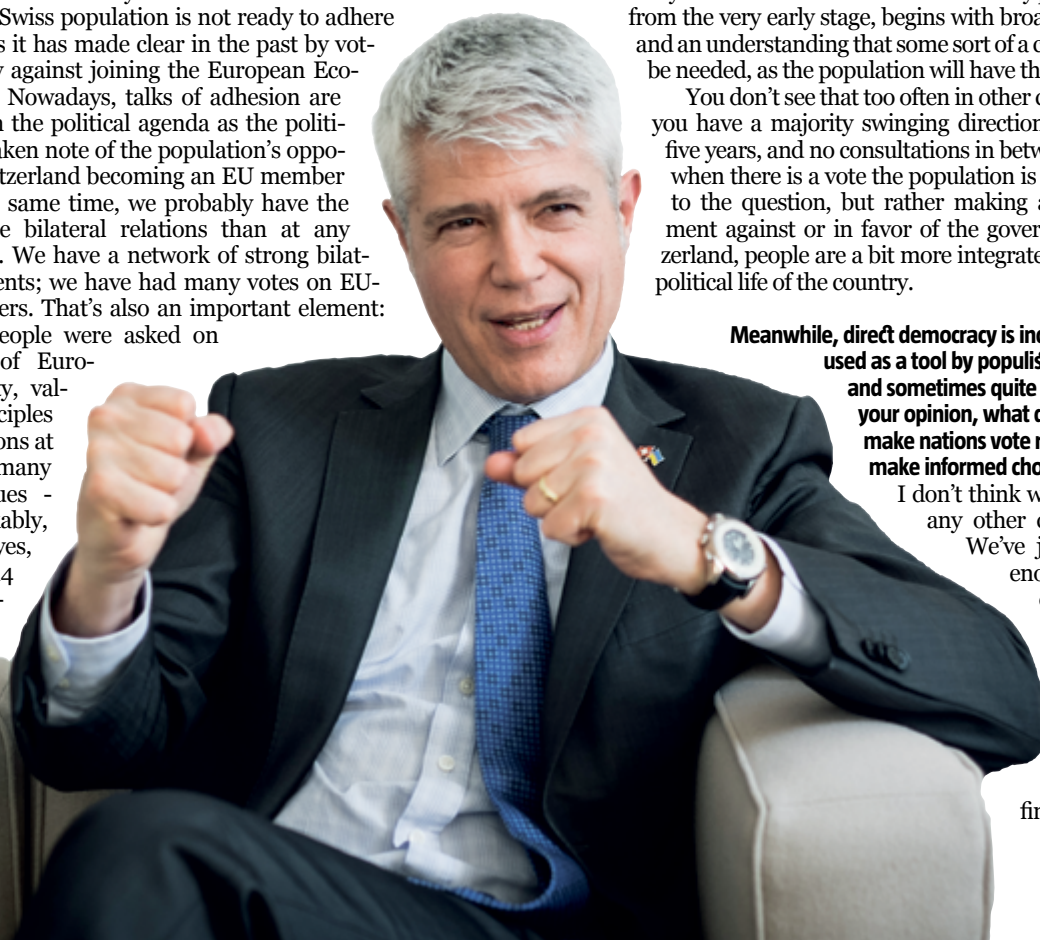 Swiss population is not ready to adhere
s it has made clear in the past by vot-
y against joining the European Eco-
Nowadays, talks of adhesion are
n the political agenda as the politi-
aken note of the population’s oppo-
tzerland becoming an EU member
same time, we probably have the
e bilateral relations than at any
. We have a network of strong bilat-
ents; we have had many votes on EU-
ers. That’s also an important element:
eople were asked on
of Euro-
ty, val-
ciples
ons at
many
ues -
ably,
yes,
4
-
from the very early stage, begins with broa
and an understanding that some sort of a c
be needed, as the population will have th
You don’t see that too often in other c
you have a majority swinging direction
five years, and no consultations in betw
when there is a vote the population is
to the question, but rather making a
ment against or in favor of the gover
zerland, people are a bit more integrate
political life of the country.
Meanwhile, direct democracy is inc
used as a tool by populis
and sometimes quite
your opinion, what c
make nations vote r
make informed cho
I don’t think w
any other c
We’ve j
eno
fin